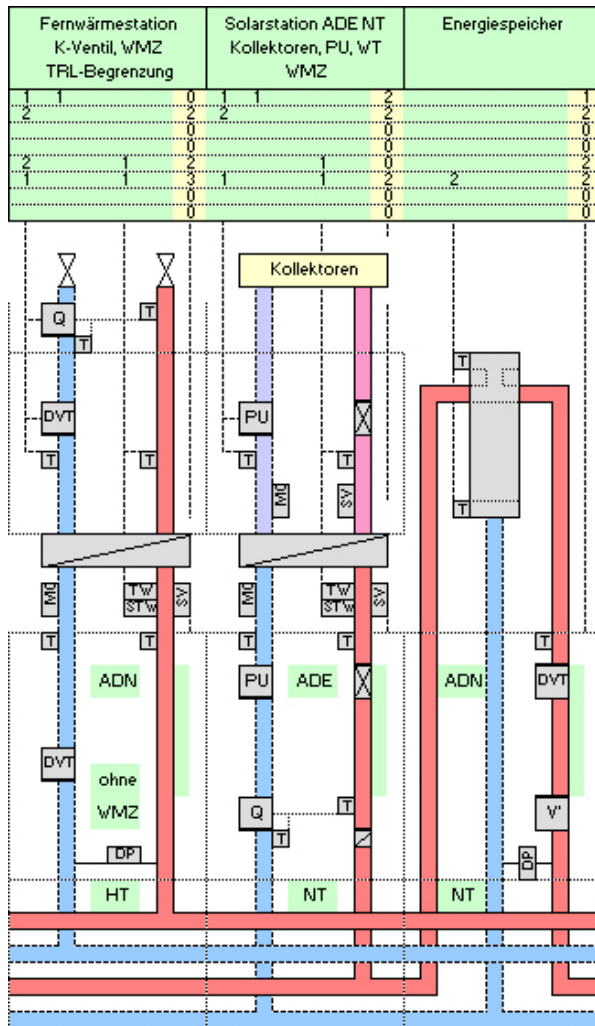 Fernwärmestation
K-Ventil, WMZ
TRL-Begrenzung
Solarstation ADE NT
Kollektoren, PU, WT
WMZ
Energiespeicher
1 1 0 1 1 2 1
2 2 2 2 2
0 0 0
0 0 0
2 1 2 1 0 2
1 1 3 1 1 2 2 2
0 0 0
0 0 0
Kollektoren
Q T
T
T
DVT PU
T T T T
MC SV
T
MC TW SV MC TW SV
STW STW
T T T T T
ADN PU ADE ADN DVT
DVT
ohne
WMZ
Q T V'
T
DP DP
HT NT NT